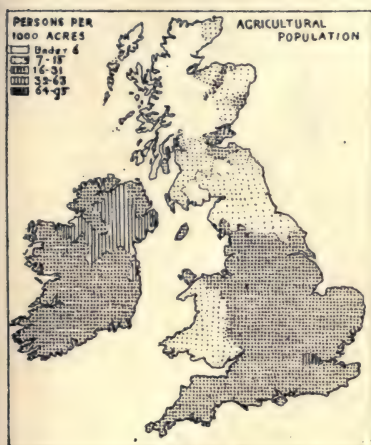 PERSONS PER
1000 ACRES
Under 6
7-15
16-31
32-63
64-95
AGRICULTURAL
POPULATION